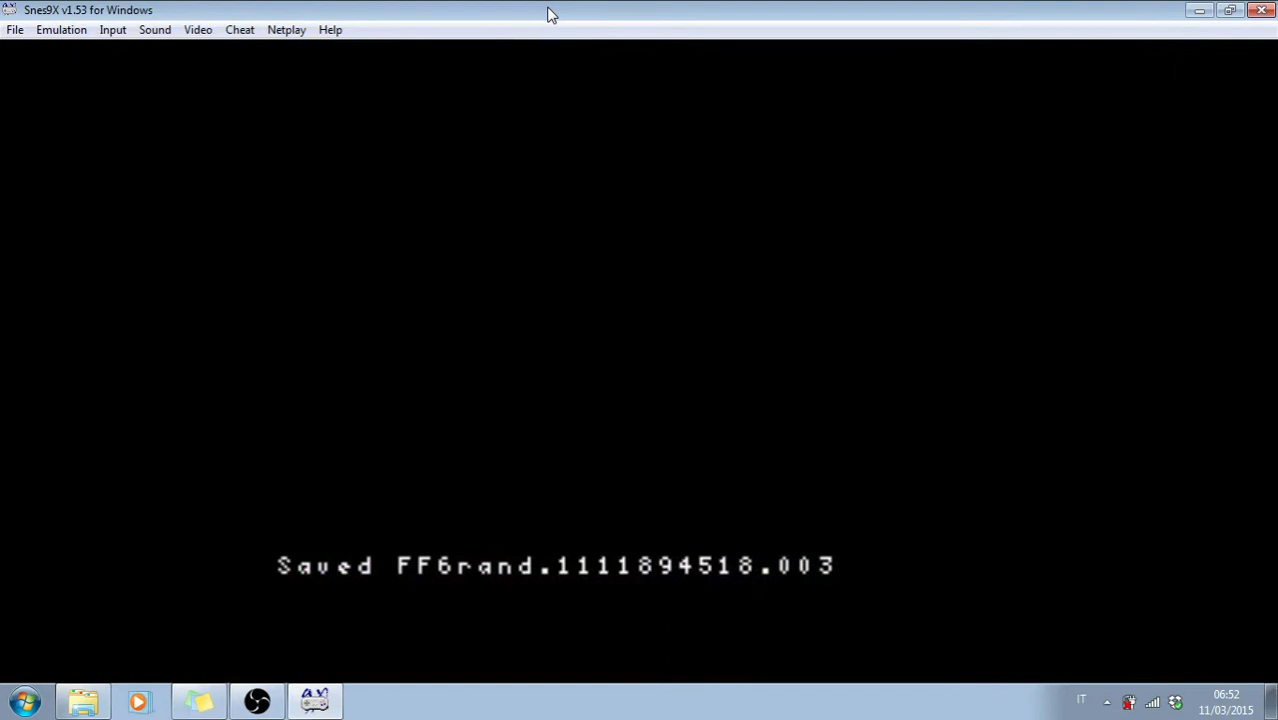 Snes9X v1.53 for Windows
File Emulation Input Sound Video Cheat Netplay Help
Saved FF6rand.1111894518.003
IT
06:52
11/03/2015